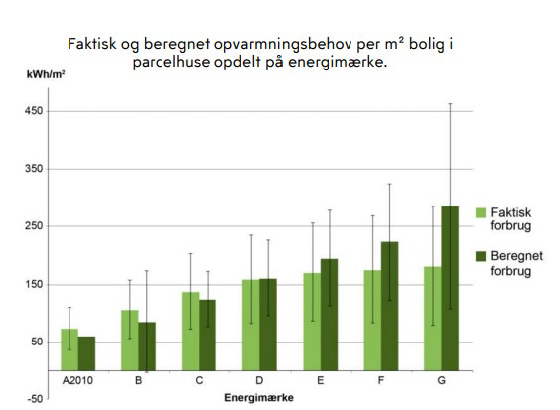 Faktisk og beregnet opvarmningsbehov per m² bolig i
parcelhuse opdelt på energimærke.
kWh/m²
450
350
250
150
50
-50
A2010 B C D E F G
Energimærke
Faktisk
forbrug
Beregnet
forbrug